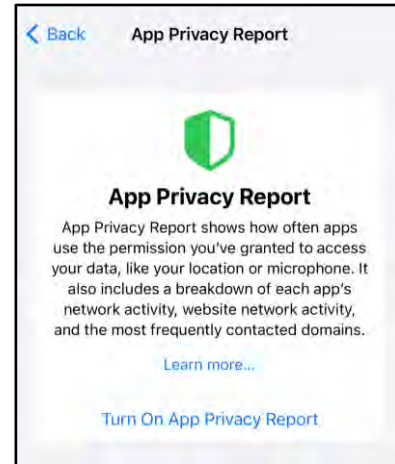 Back App Privacy Report
App Privacy Report
App Privacy Report shows how often apps
use the permission you've granted to access
your data, like your location or microphone. It
also includes a breakdown of each app's
network activity, website network activity,
and the most frequently contacted domains.
Learn more...
Turn On App Privacy Report